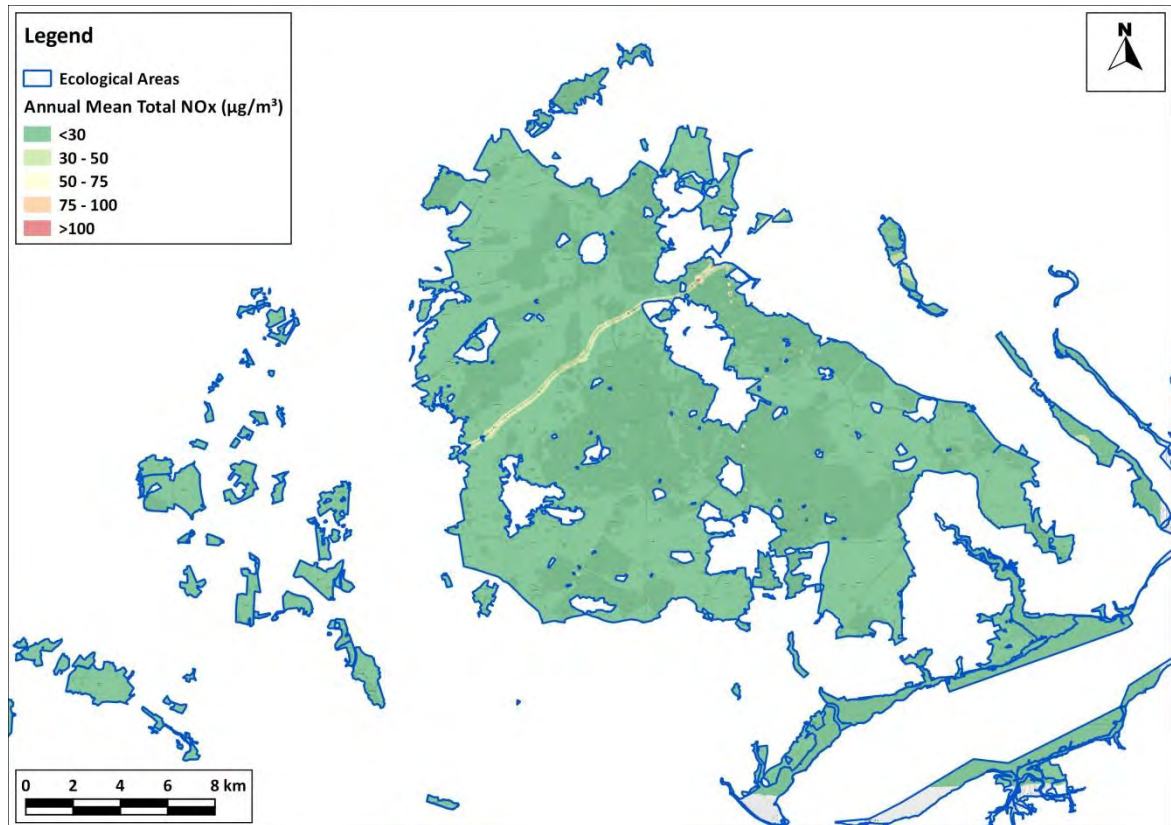 Legend
Ecological Areas
Annual Mean Total NOx (µg/m³)
<30
30 - 50
50 - 75
75 - 100
>100
N
0 2 4 6 8 km